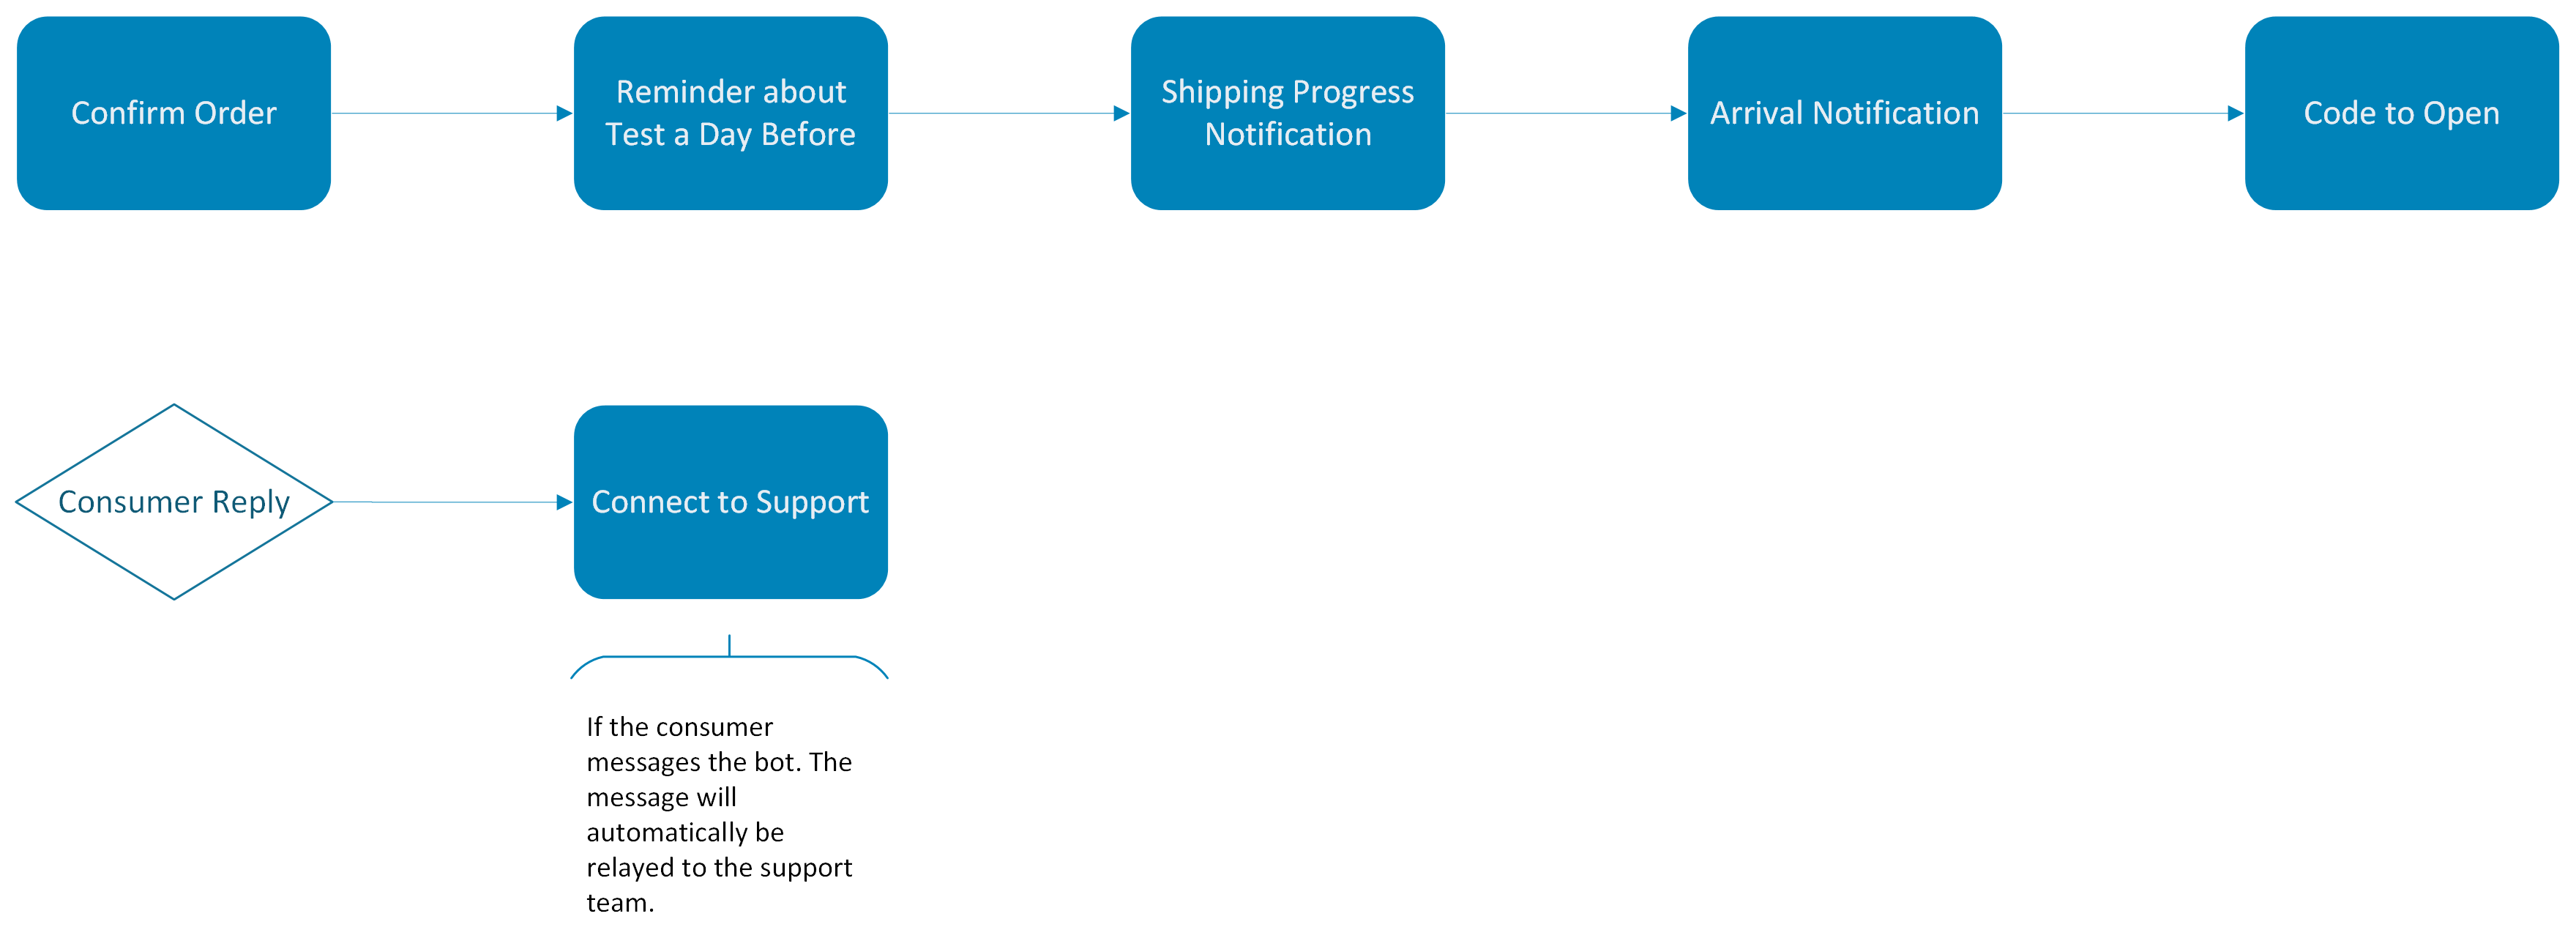 Confirm Order
Reminder about
Test a Day Before
Shipping Progress
Notification
Arrival Notification
Code to Open
Consumer Reply
Connect to Support
If the consumer
messages the bot. The
message will
automatically be
relayed to the support
team.